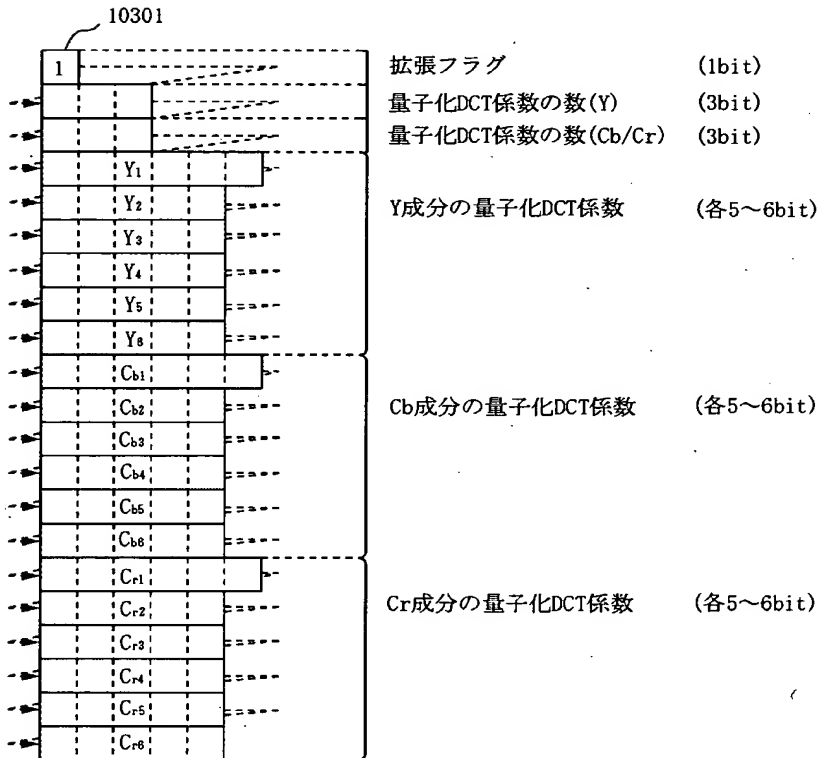 10301
1 拡張フラグ (1bit)
量子化DCT係数の数(Y) (3bit)
量子化DCT係数の数(Cb/Cr) (3bit)
Y1
Y2 Y成分の量子化DCT係数 (各5〜6bit)
Y3
Y4
Y5
Y6
Cb1
Cb2 Cb成分の量子化DCT係数 (各5〜6bit)
Cb3
Cb4
Cb5
Cb6
Cr1
Cr2 Cr成分の量子化DCT係数 (各5〜6bit)
Cr3
Cr4
Cr5
Cr6